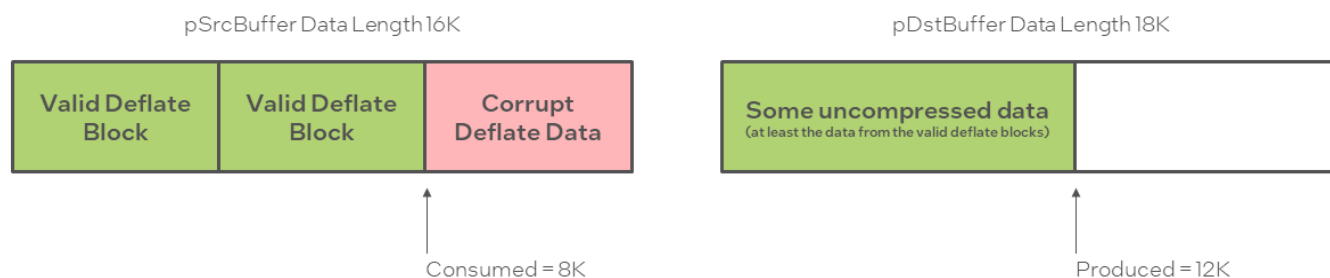 pSrcBuffer Data Length 16K
Valid Deflate
Block
Valid Deflate
Block
Corrupt
Deflate Data
Consumed = 8K
pDstBuffer Data Length 18K
Some uncompressed data
(at least the data from the valid deflate blocks)
Produced = 12K